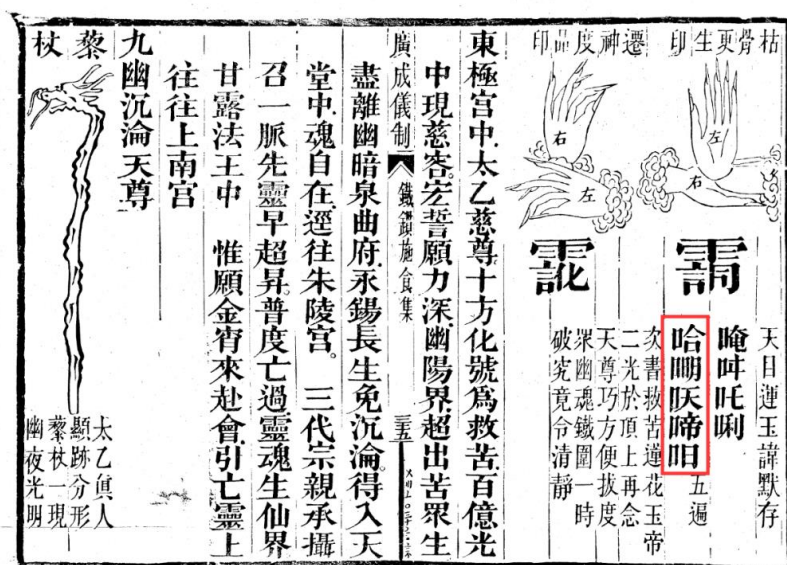 枯骨更生印
左
右
遷神度品印
右
左
天目運玉諱默存
唵吽吒唎
哈啼五遍
次書救苦蓮花玉帝
二光於頂上再念
天尊巧方便拔度
眾幽魂鐵圍一時
破究竟令清靜
東極宮中太乙慈尊十方化號為救苦百億光
中現慈容。宏誓願力深幽陽界超出苦眾生
廣成儀制 鐵鑽施食集 三五
盡離幽暗泉曲府永錫長生免沉淪。得入天
堂中魂自在逕往朱陵宮。 三代宗親承攝
召一脈先靈早超昇普度亡過靈魂生仙界
甘露法王中 惟願金宵來赴會引亡靈上
往往上南宮
九幽沉淪天尊
藜杖
太乙眞人
顯跡分形
藜杖一現
幽夜光明